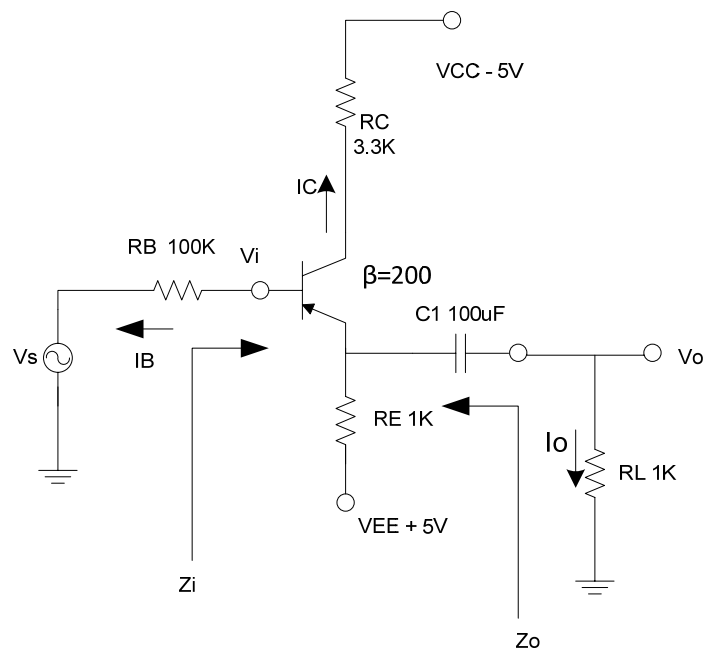 VCC - 5V
RC
3.3K
IC
RB 100K
Vi
β=200
C1 100uF
Vs
IB
Vo
RE 1K
Io
RL 1K
VEE + 5V
Zi
Zo